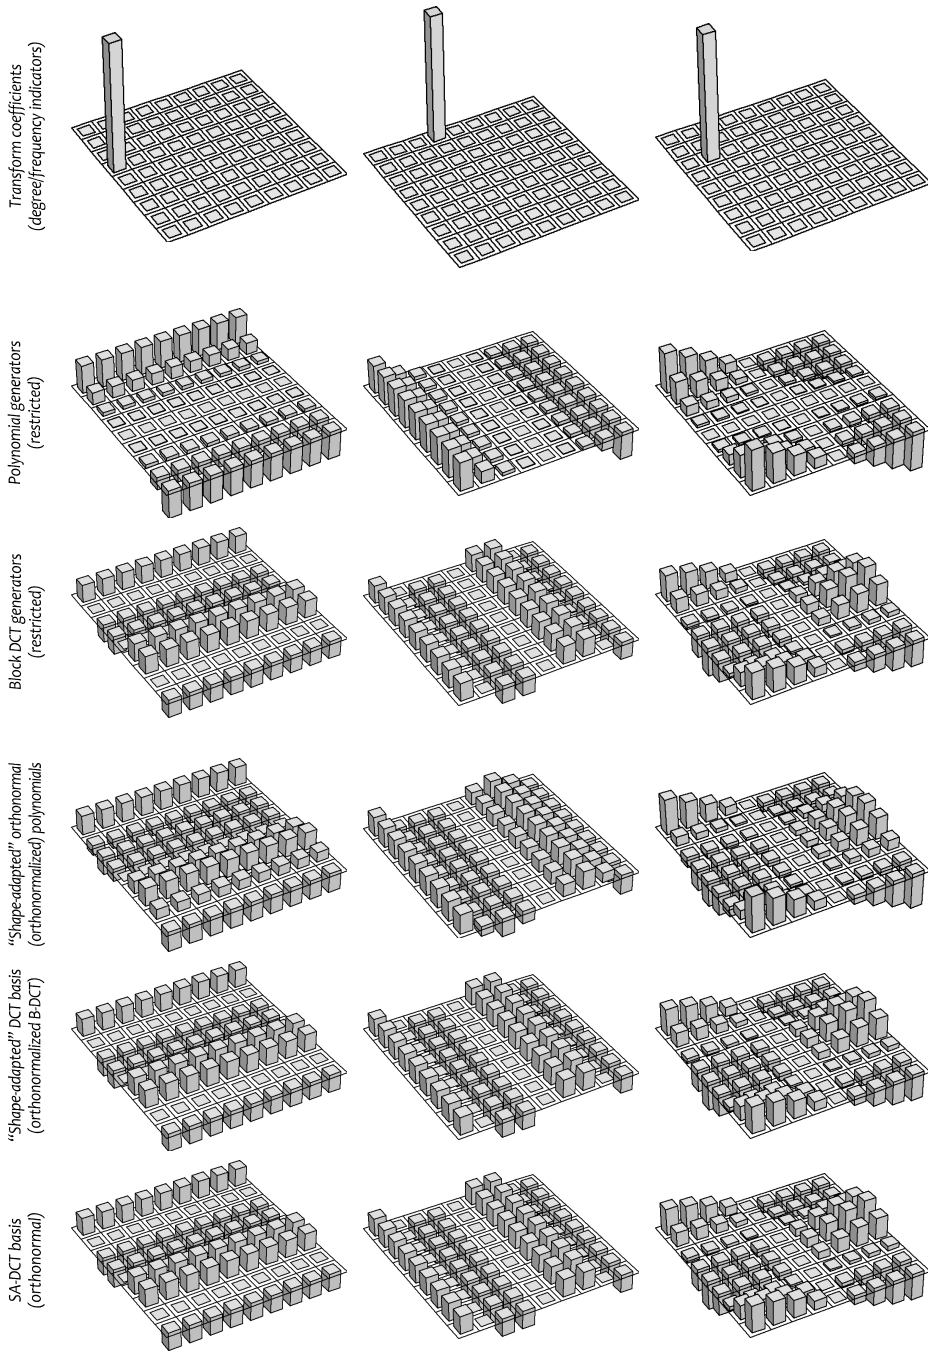 Transform coefficients
(degree/frequency indicators)
Polynomial generators
(restricted)
Block DCT generators
(restricted)
“Shape-adapted” orthonormal
(orthonormalized) polynomials
“Shape-adapted” DCT basis
(orthonormalized B-DCT)
SA-DCT basis
(orthonormal)